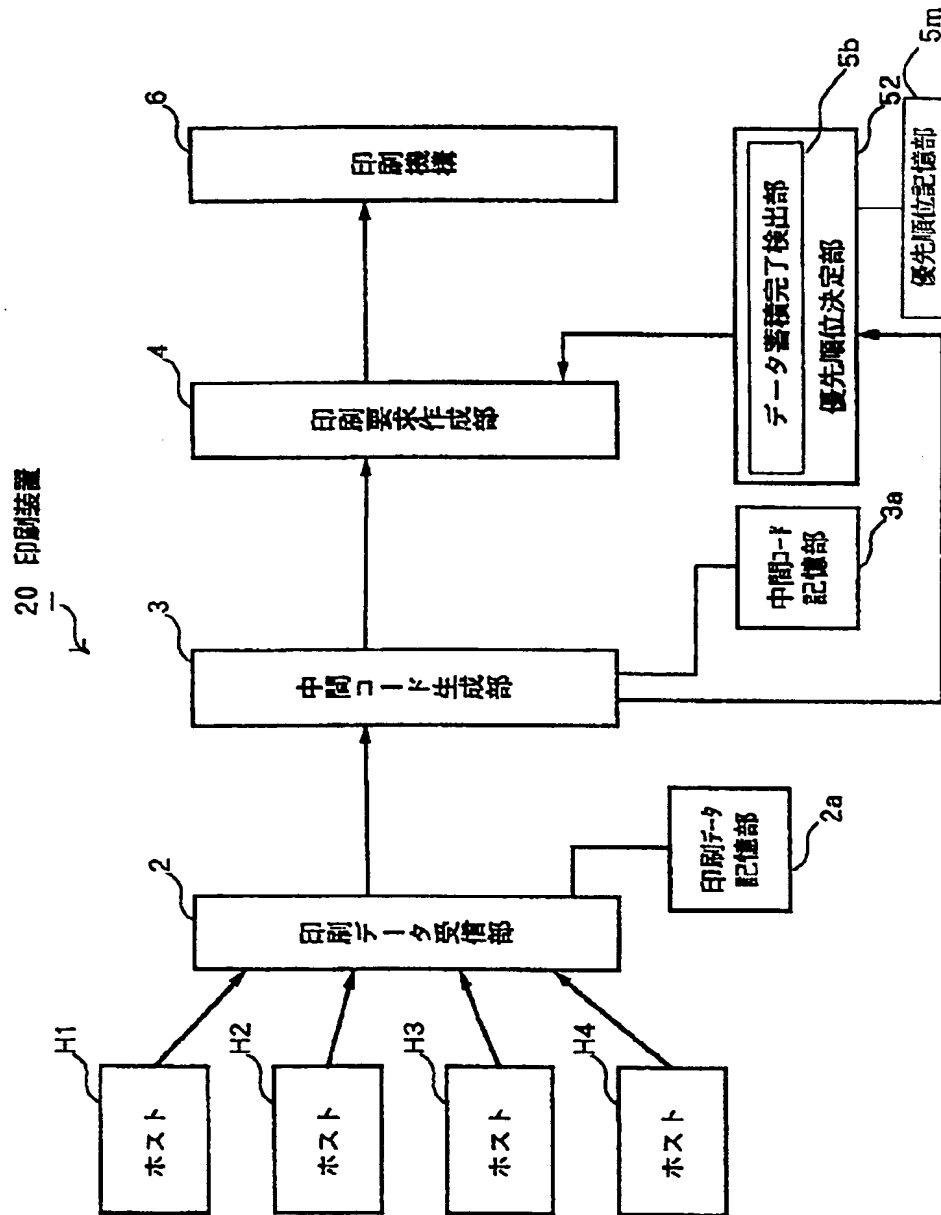 20 印刷装置
H1
ホスト
H2
ホスト
H3
ホスト
H4
ホスト
2
印刷データ受信部
印刷データ
記憶部
2a
3
中間コード生成部
中間コード
記憶部
3a
4
印刷要求作成部
6
印刷機構
データ蓄積完了検出部
5b
優先順位決定部
52
優先順位記憶部
5m